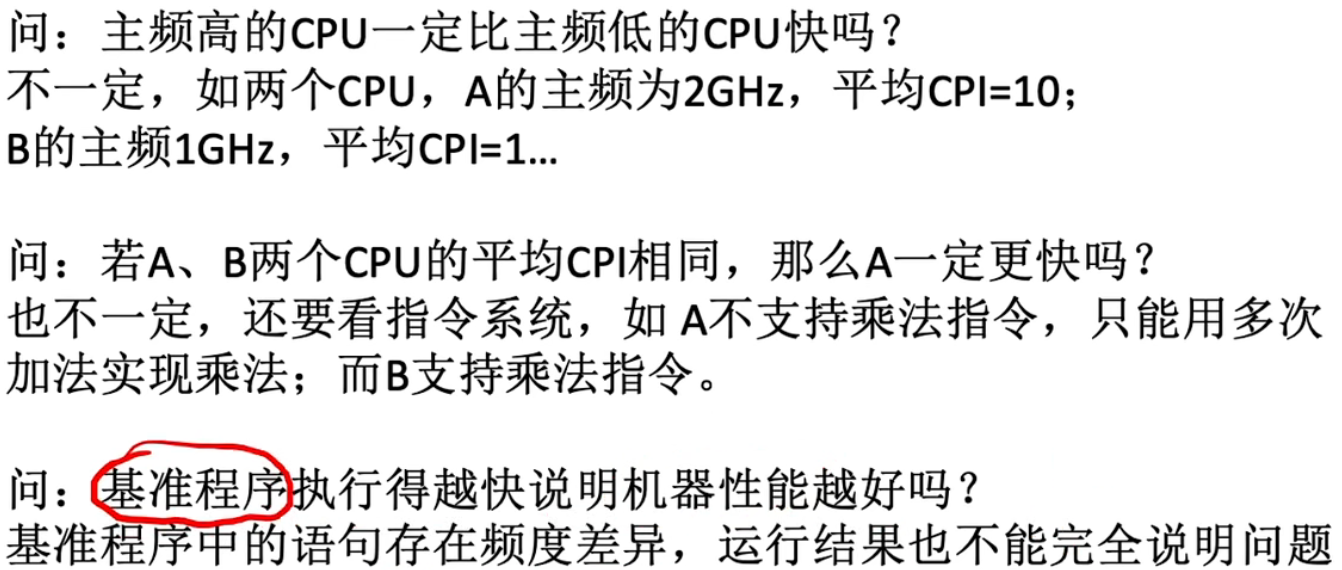 问：主频高的CPU一定比主频低的CPU快吗？
不一定，如两个CPU，A的主频为2GHz，平均CPI=10；
B的主频1GHz，平均CPI=1…
问：若A、B两个CPU的平均CPI相同，那么A一定更快吗？
也不一定，还要看指令系统，如 A不支持乘法指令，只能用多次
加法实现乘法；而B支持乘法指令。
问：基准程序执行得越快说明机器性能越好吗？
基准程序中的语句存在频度差异，运行结果也不能完全说明问题